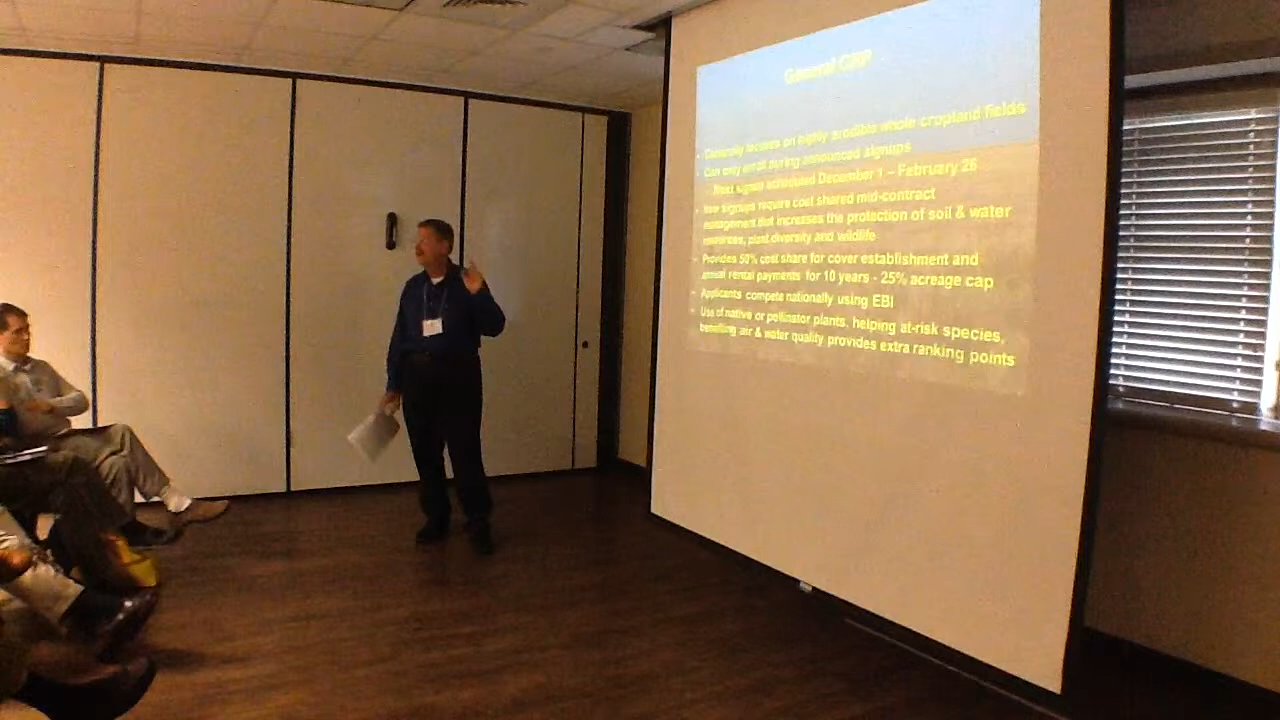 General CRP
Generally focuses on highly erodible whole cropland fields
Can only enroll during announced signups
Next signup scheduled December 1 – February 26
New signups require cost shared mid-contract
management that increases the protection of soil & water
resources, plant diversity and wildlife
Provides 50% cost share for cover establishment and
annual rental payments for 10 years - 25% acreage cap
Applicants compete nationally using EBI
Use of native or pollinator plants, helping at-risk species,
benefiting air & water quality provides extra ranking points